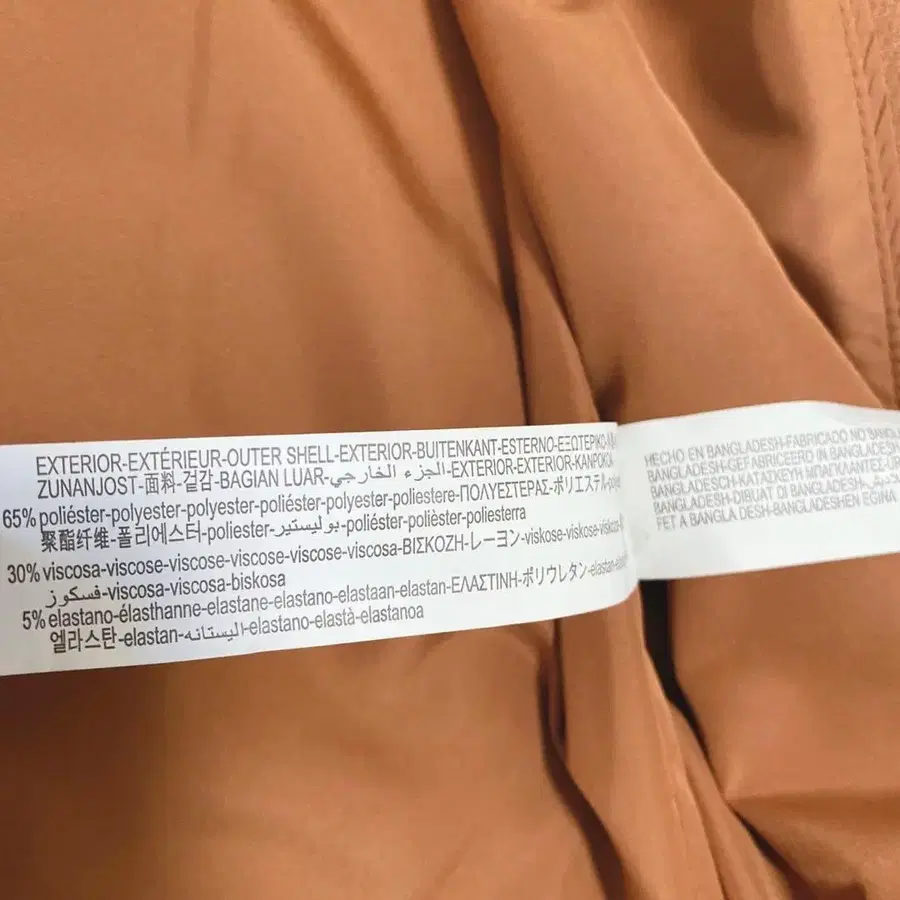 EXTERIOR-EXTÉRIEUR-OUTER SHELL-EXTERIOR-BUITENKANT-ESTERNO-ΕΞΩΤΕΡΙΚΟ
ZUNANJOST-面料-겉감-BAGIAN LUAR-الجزء الخارجي-EXTERIOR-EXTERIOR-KANPOKOA
65% poliéster-polyester-polyester-poliéster-polyester-poliestere-ΠΟΛΥΕΣΤΕΡΑΣ-ポリエステル
聚酯纤维-폴리에스터-poliester-بوليستير-poliéster-polièster-poliesterra
30% viscosa-viscose-viscose-viscose-viscose-viscosa-ΒΙΣΚΟΖΗ-レーヨン-viskose-viskose-viskoza
فسكوز-viscosa-viscosa-biskosa
5% elastano-élasthanne-elastane-elastano-elastaan-elastan-ΕΛΑΣΤΙΝΗ-ポリウレタン-elastan
엘라스탄-elastan-اليستانه-elastano-elastà-elastanoa
HECHO EN BANGLADESH-FABRICADO NO
BANGLADESH-GEFABRICEERD IN BANGLADESH
BANGLADESCH-ΚΑΤΑΣΚΕΥΗ ΜΠΑΓΚΛΑΝΤΕΣ
BANGLADESH-DIBUAT DI BANGLADESH
FET A BANGLA DESH-BANGLADESHEN EGINA